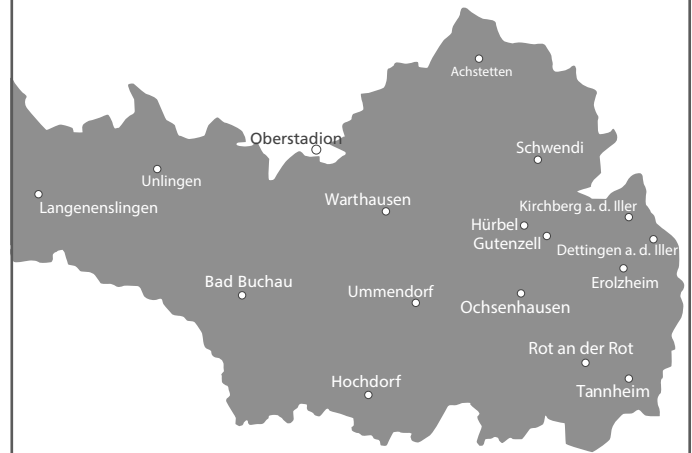 Achstetten
Oberstadion
Schwendi
Unlingen
Langenenslingen
Warthausen
Kirchberg a. d. Iller
Hürbel
Gutenzell
Dettingen a. d. Iller
Bad Buchau
Ummendorf
Erolzheim
Ochsenhausen
Rot an der Rot
Hochdorf
Tannheim